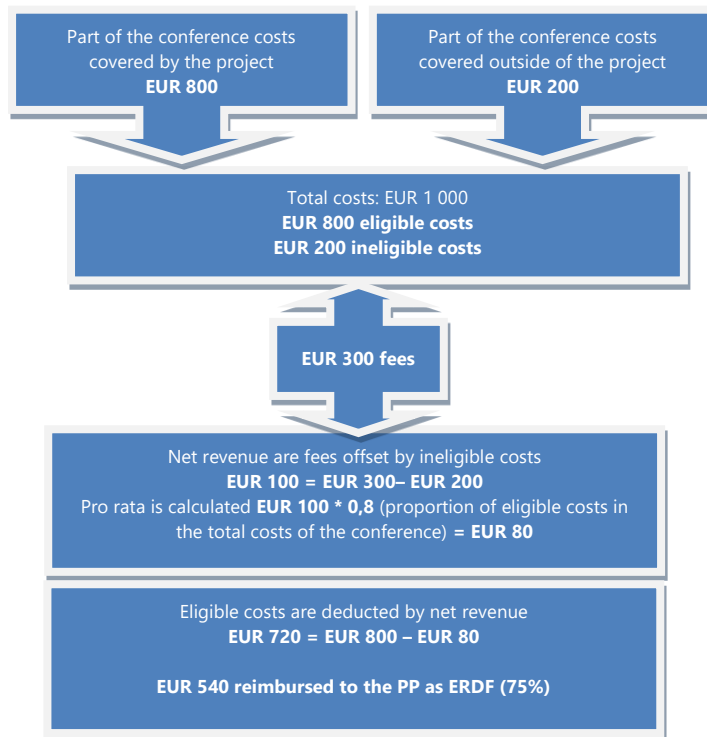 Part of the conference costs
covered by the project
EUR 800
Part of the conference costs
covered outside of the project
EUR 200
Total costs: EUR 1 000
EUR 800 eligible costs
EUR 200 ineligible costs
EUR 300 fees
Net revenue are fees offset by ineligible costs
EUR 100 = EUR 300– EUR 200
Pro rata is calculated EUR 100 * 0,8 (proportion of eligible costs in
the total costs of the conference) = EUR 80
Eligible costs are deducted by net revenue
EUR 720 = EUR 800 – EUR 80
EUR 540 reimbursed to the PP as ERDF (75%)